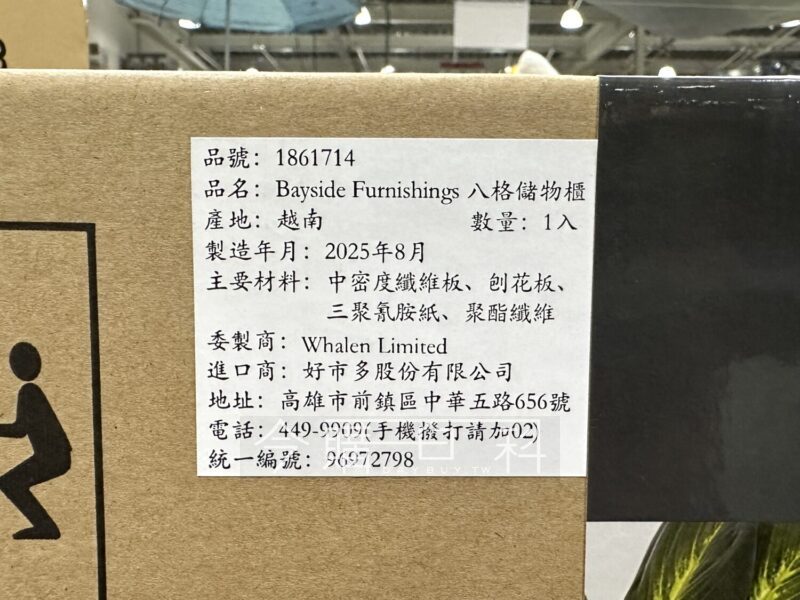 品號：1861714
品名：Bayside Furnishings 八格儲物櫃
產地：越南 數量：1入
製造年月：2025年8月
主要材料：中密度纖維板、刨花板、
三聚氰胺紙、聚酯纖維
委製商：Whalen Limited
進口商：好市多股份有限公司
地址：高雄市前鎮區中華五路656號
電話：449-9909(手機撥打請加02)
統一編號：96972798